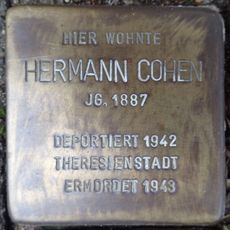 HIER WOHNTE
HERMANN COHEN
JG. 1887
DEPORTIERT 1942
THERESIENSTADT
ERMORDET 1943